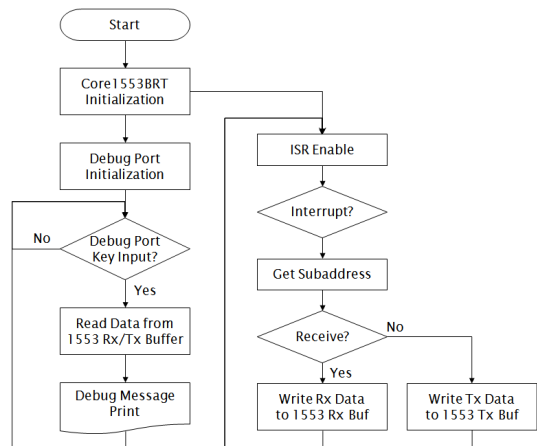 Start
Core1553BRT
Initialization
Debug Port
Initialization
ISR Enable
Interrupt?
No
Debug Port
Key Input?
Yes
Get Subaddress
Read Data from
1553 Rx/Tx Buffer
Receive?
No
Yes
Debug Message
Print
Write Rx Data
to 1553 Rx Buf
Write Tx Data
to 1553 Tx Buf